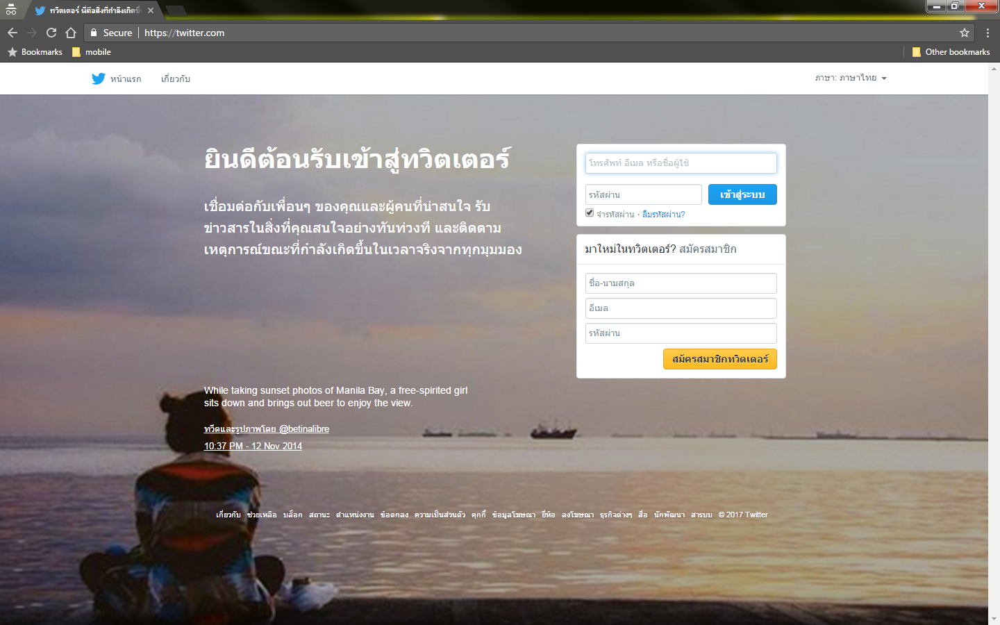 ทวิตเตอร์ นี่คือสิ่งที่กำลังเกิดขึ้
Secure
https://twitter.com
Bookmarks
mobile
Other bookmarks
หน้าแรก
เกี่ยวกับ
ภาษา: ภาษาไทย
ยินดีต้อนรับเข้าสู่ทวิตเตอร์
เชื่อมต่อกับเพื่อนๆ ของคุณและผู้คนที่น่าสนใจ รับ
ข่าวสารในสิ่งที่คุณสนใจอย่างทันท่วงที และติดตาม
เหตุการณ์ขณะที่กำลังเกิดขึ้นในเวลาจริงจากทุกมุมมอง
โทรศัพท์ อีเมล หรือชื่อผู้ใช้
รหัสผ่าน
เข้าสู่ระบบ
จำรหัสผ่าน · ลืมรหัสผ่าน?
มาใหม่ในทวิตเตอร์? สมัครสมาชิก
ชื่อ-นามสกุล
อีเมล
รหัสผ่าน
สมัครสมาชิกทวิตเตอร์
While taking sunset photos of Manila Bay, a free-spirited girl
sits down and brings out beer to enjoy the view.
ทวีตและรูปภาพโดย @betinalibre
10:37 PM - 12 Nov 2014
เกี่ยวกับ ช่วยเหลือ บล็อก สถานะ ตำแหน่งงาน ข้อตกลง ความเป็นส่วนตัว คุกกี้ ข้อมูลโฆษณา ยี่ห้อ ลงโฆษณา ธุรกิจต่างๆ สื่อ นักพัฒนา สารบบ © 2017 Twitter